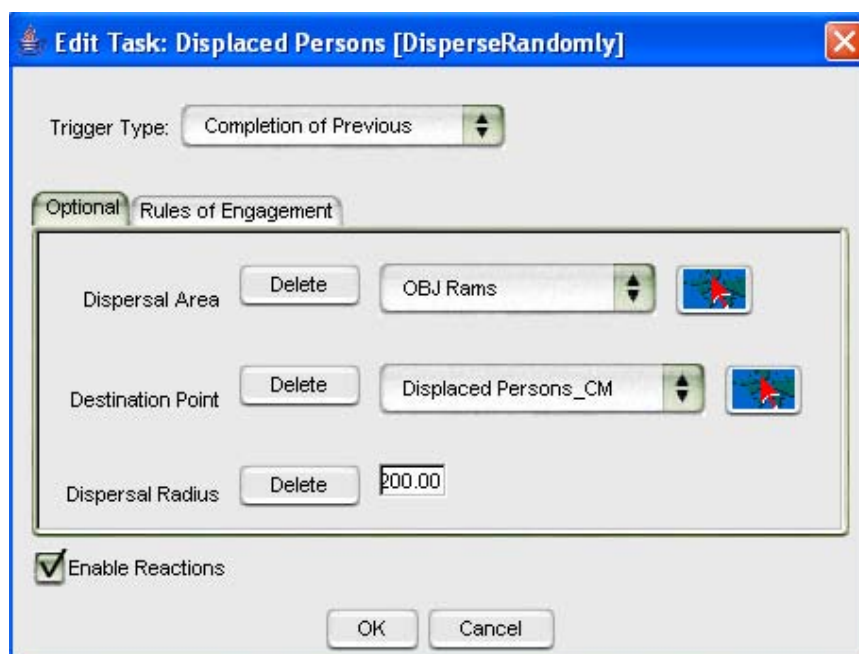 Edit Task: Displaced Persons [DisperseRandomly]
Trigger Type: Completion of Previous
Optional Rules of Engagement
Dispersal Area Delete OBJ Rams
Destination Point Delete Displaced Persons_CM
Dispersal Radius Delete 200.00
Enable Reactions
OK Cancel